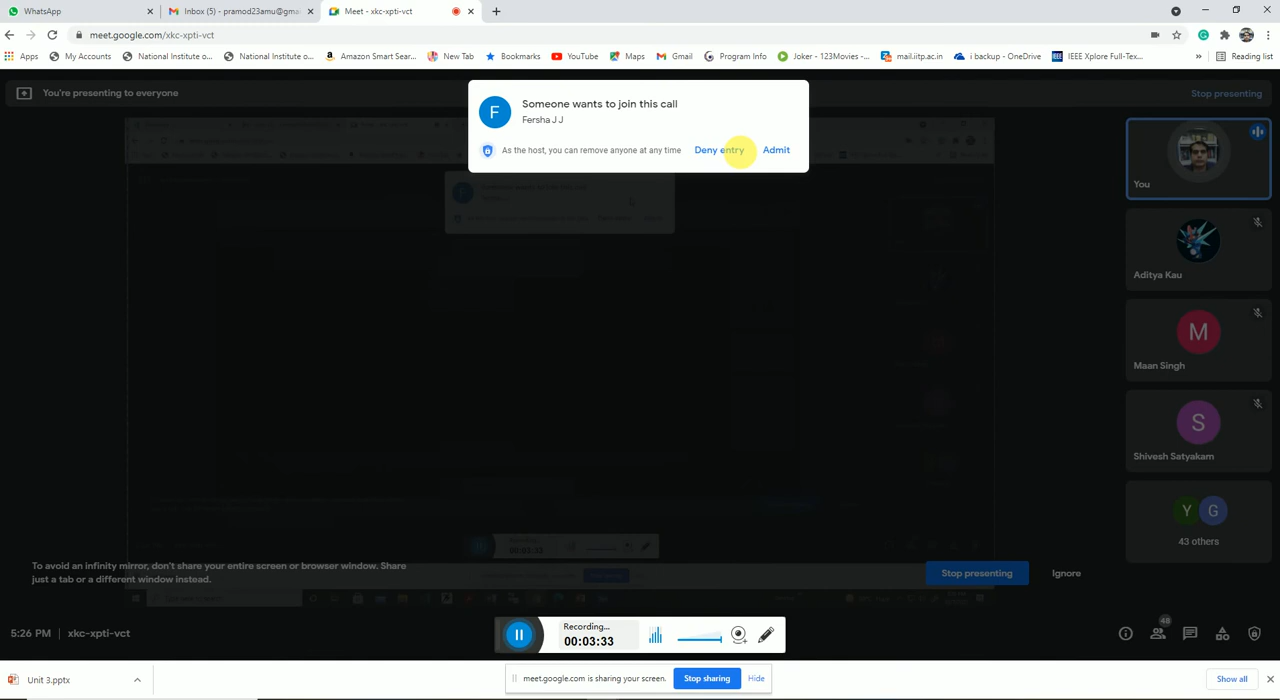 WhatsApp
Inbox (5) - pramod23amu@gma
Meet - xkc-xpti-vct
meet.google.com/xkc-xpti-vct
Apps
My Accounts
National Institute o...
National Institute o...
Amazon Smart Sear...
New Tab
Bookmarks
YouTube
Maps
Gmail
Program Info
Joker - 123Movies -...
mail.iitp.ac.in
i backup - OneDrive
IEEE Xplore Full-Tex...
»
Reading list
You're presenting to everyone
Stop presenting
F
Someone wants to join this call
Fersha J J
As the host, you can remove anyone at any time
Deny entry
Admit
You
Aditya Kau
M
Maan Singh
S
Shivesh Satyakam
Y
G
43 others
00:03:33
To avoid an infinity mirror, don't share your entire screen or browser window. Share
just a tab or a different window instead.
Stop presenting
Ignore
5:26 PM | xkc-xpti-vct
Recording...
00:03:33
48
Unit 3.pptx
meet.google.com is sharing your screen.
Stop sharing
Hide
Show all